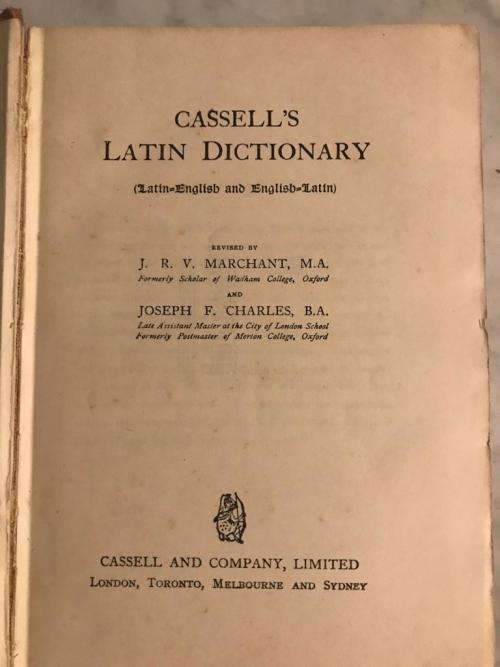 CASSELL'S
LATIN DICTIONARY
(Latin=English and English=Latin)
REVISED BY
J. R. V. MARCHANT, M.A.
Formerly Scholar of Wadham College, Oxford
AND
JOSEPH F. CHARLES, B.A.
Late Assistant Master at the City of London School
Formerly Postmaster of Merton College, Oxford
CASSELL AND COMPANY, LIMITED
LONDON, TORONTO, MELBOURNE AND SYDNEY